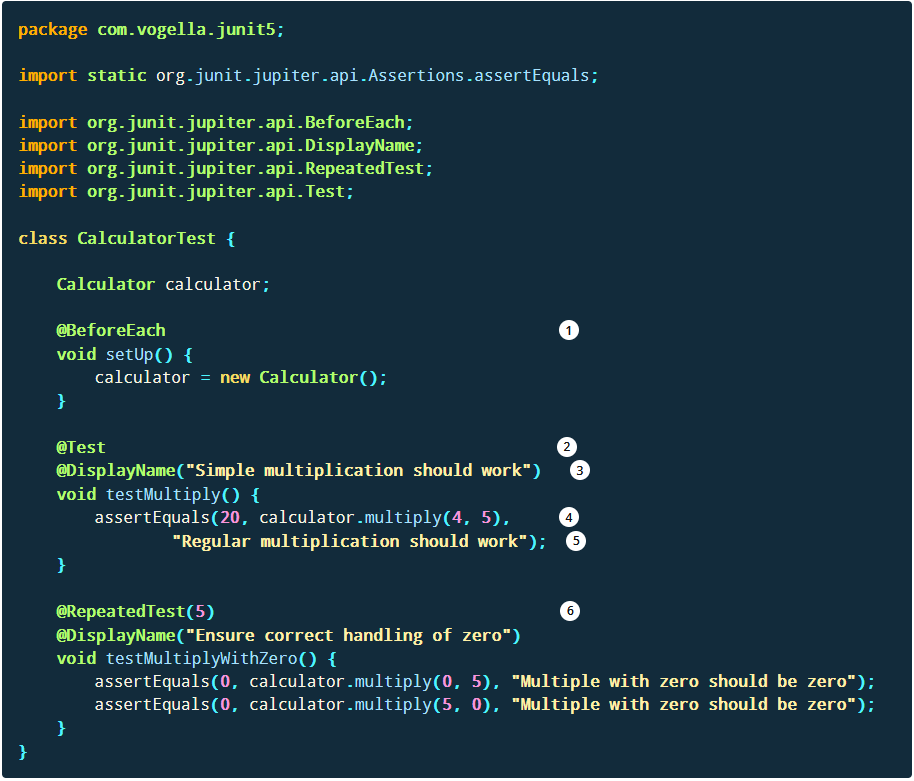 package com.vogella.junit5;
import static org.junit.jupiter.api.Assertions.assertEquals;
import org.junit.jupiter.api.BeforeEach;
import org.junit.jupiter.api.DisplayName;
import org.junit.jupiter.api.RepeatedTest;
import org.junit.jupiter.api.Test;
class CalculatorTest {
Calculator calculator;
@BeforeEach 1
void setUp() {
calculator = new Calculator();
}
@Test 2
@DisplayName("Simple multiplication should work") 3
void testMultiply() {
assertEquals(20, calculator.multiply(4, 5), 4
"Regular multiplication should work"); 5
}
@RepeatedTest(5) 6
@DisplayName("Ensure correct handling of zero")
void testMultiplyWithZero() {
assertEquals(0, calculator.multiply(0, 5), "Multiple with zero should be zero");
assertEquals(0, calculator.multiply(5, 0), "Multiple with zero should be zero");
}
}